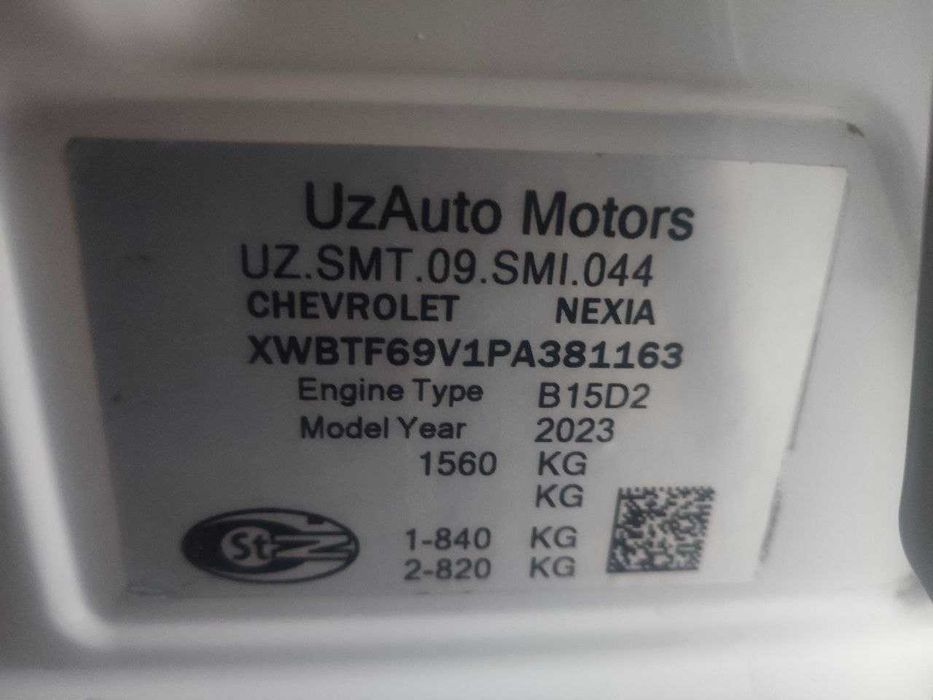 UzAuto Motors
UZ.SMT.09.SMI.044
CHEVROLET NEXIA
XWBTF69V1PA381163
Engine Type B15D2
Model Year 2023
1560 KG
KG
1-840 KG
2-820 KG
St